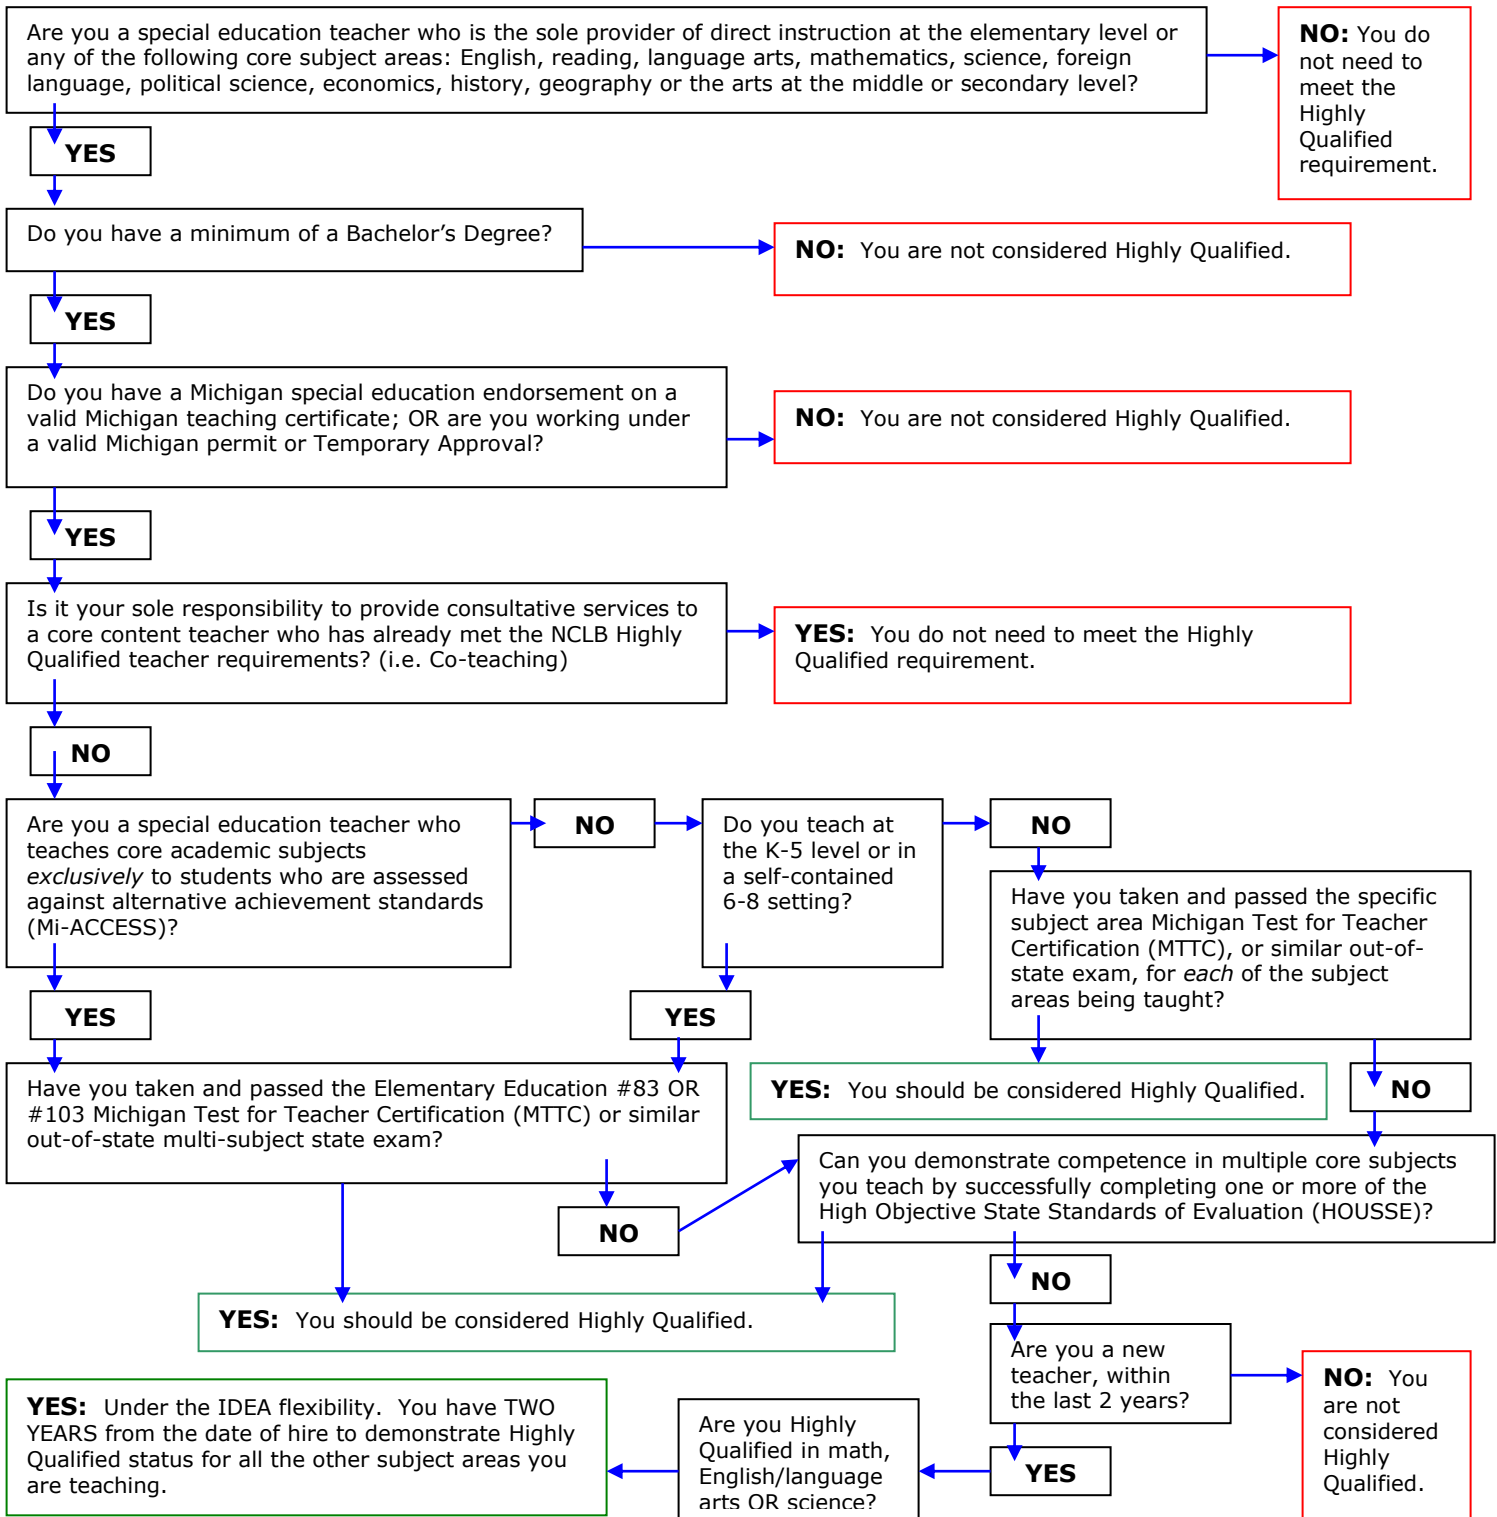 Are you a special education teacher who is the sole provider of direct instruction at the elementary level or
any of the following core subject areas: English, reading, language arts, mathematics, science, foreign
language, political science, economics, history, geography or the arts at the middle or secondary level?
NO: You do
not need to
meet the
Highly
Qualified
requirement.
YES
Do you have a minimum of a Bachelor's Degree?
NO: You are not considered Highly Qualified.
YES
Do you have a Michigan special education endorsement on a
valid Michigan teaching certificate; OR are you working under
a valid Michigan permit or Temporary Approval?
NO: You are not considered Highly Qualified.
YES
Is it your sole responsibility to provide consultative services to
a core content teacher who has already met the NCLB Highly
Qualified teacher requirements? (i.e. Co-teaching)
YES: You do not need to meet the Highly
Qualified requirement.
NO
Are you a special education teacher who
teaches core academic subjects
exclusively to students who are assessed
against alternative achievement standards
(Mi-ACCESS)?
NO
Do you teach at
the K-5 level or in
a self-contained
6-8 setting?
NO
Have you taken and passed the specific
subject area Michigan Test for Teacher
Certification (MTTC), or similar out-of-
state exam, for each of the subject
areas being taught?
YES
YES
Have you taken and passed the Elementary Education #83 OR
#103 Michigan Test for Teacher Certification (MTTC) or similar
out-of-state multi-subject state exam?
YES: You should be considered Highly Qualified.
NO
Can you demonstrate competence in multiple core subjects
you teach by successfully completing one or more of the
High Objective State Standards of Evaluation (HOUSSE)?
NO
NO
YES: You should be considered Highly Qualified.
Are you a new
teacher, within
the last 2 years?
NO: You
are not
considered
Highly
Qualified.
YES
Are you Highly
Qualified in math,
English/language
arts OR science?
YES: Under the IDEA flexibility. You have TWO
YEARS from the date of hire to demonstrate Highly
Qualified status for all the other subject areas you
are teaching.